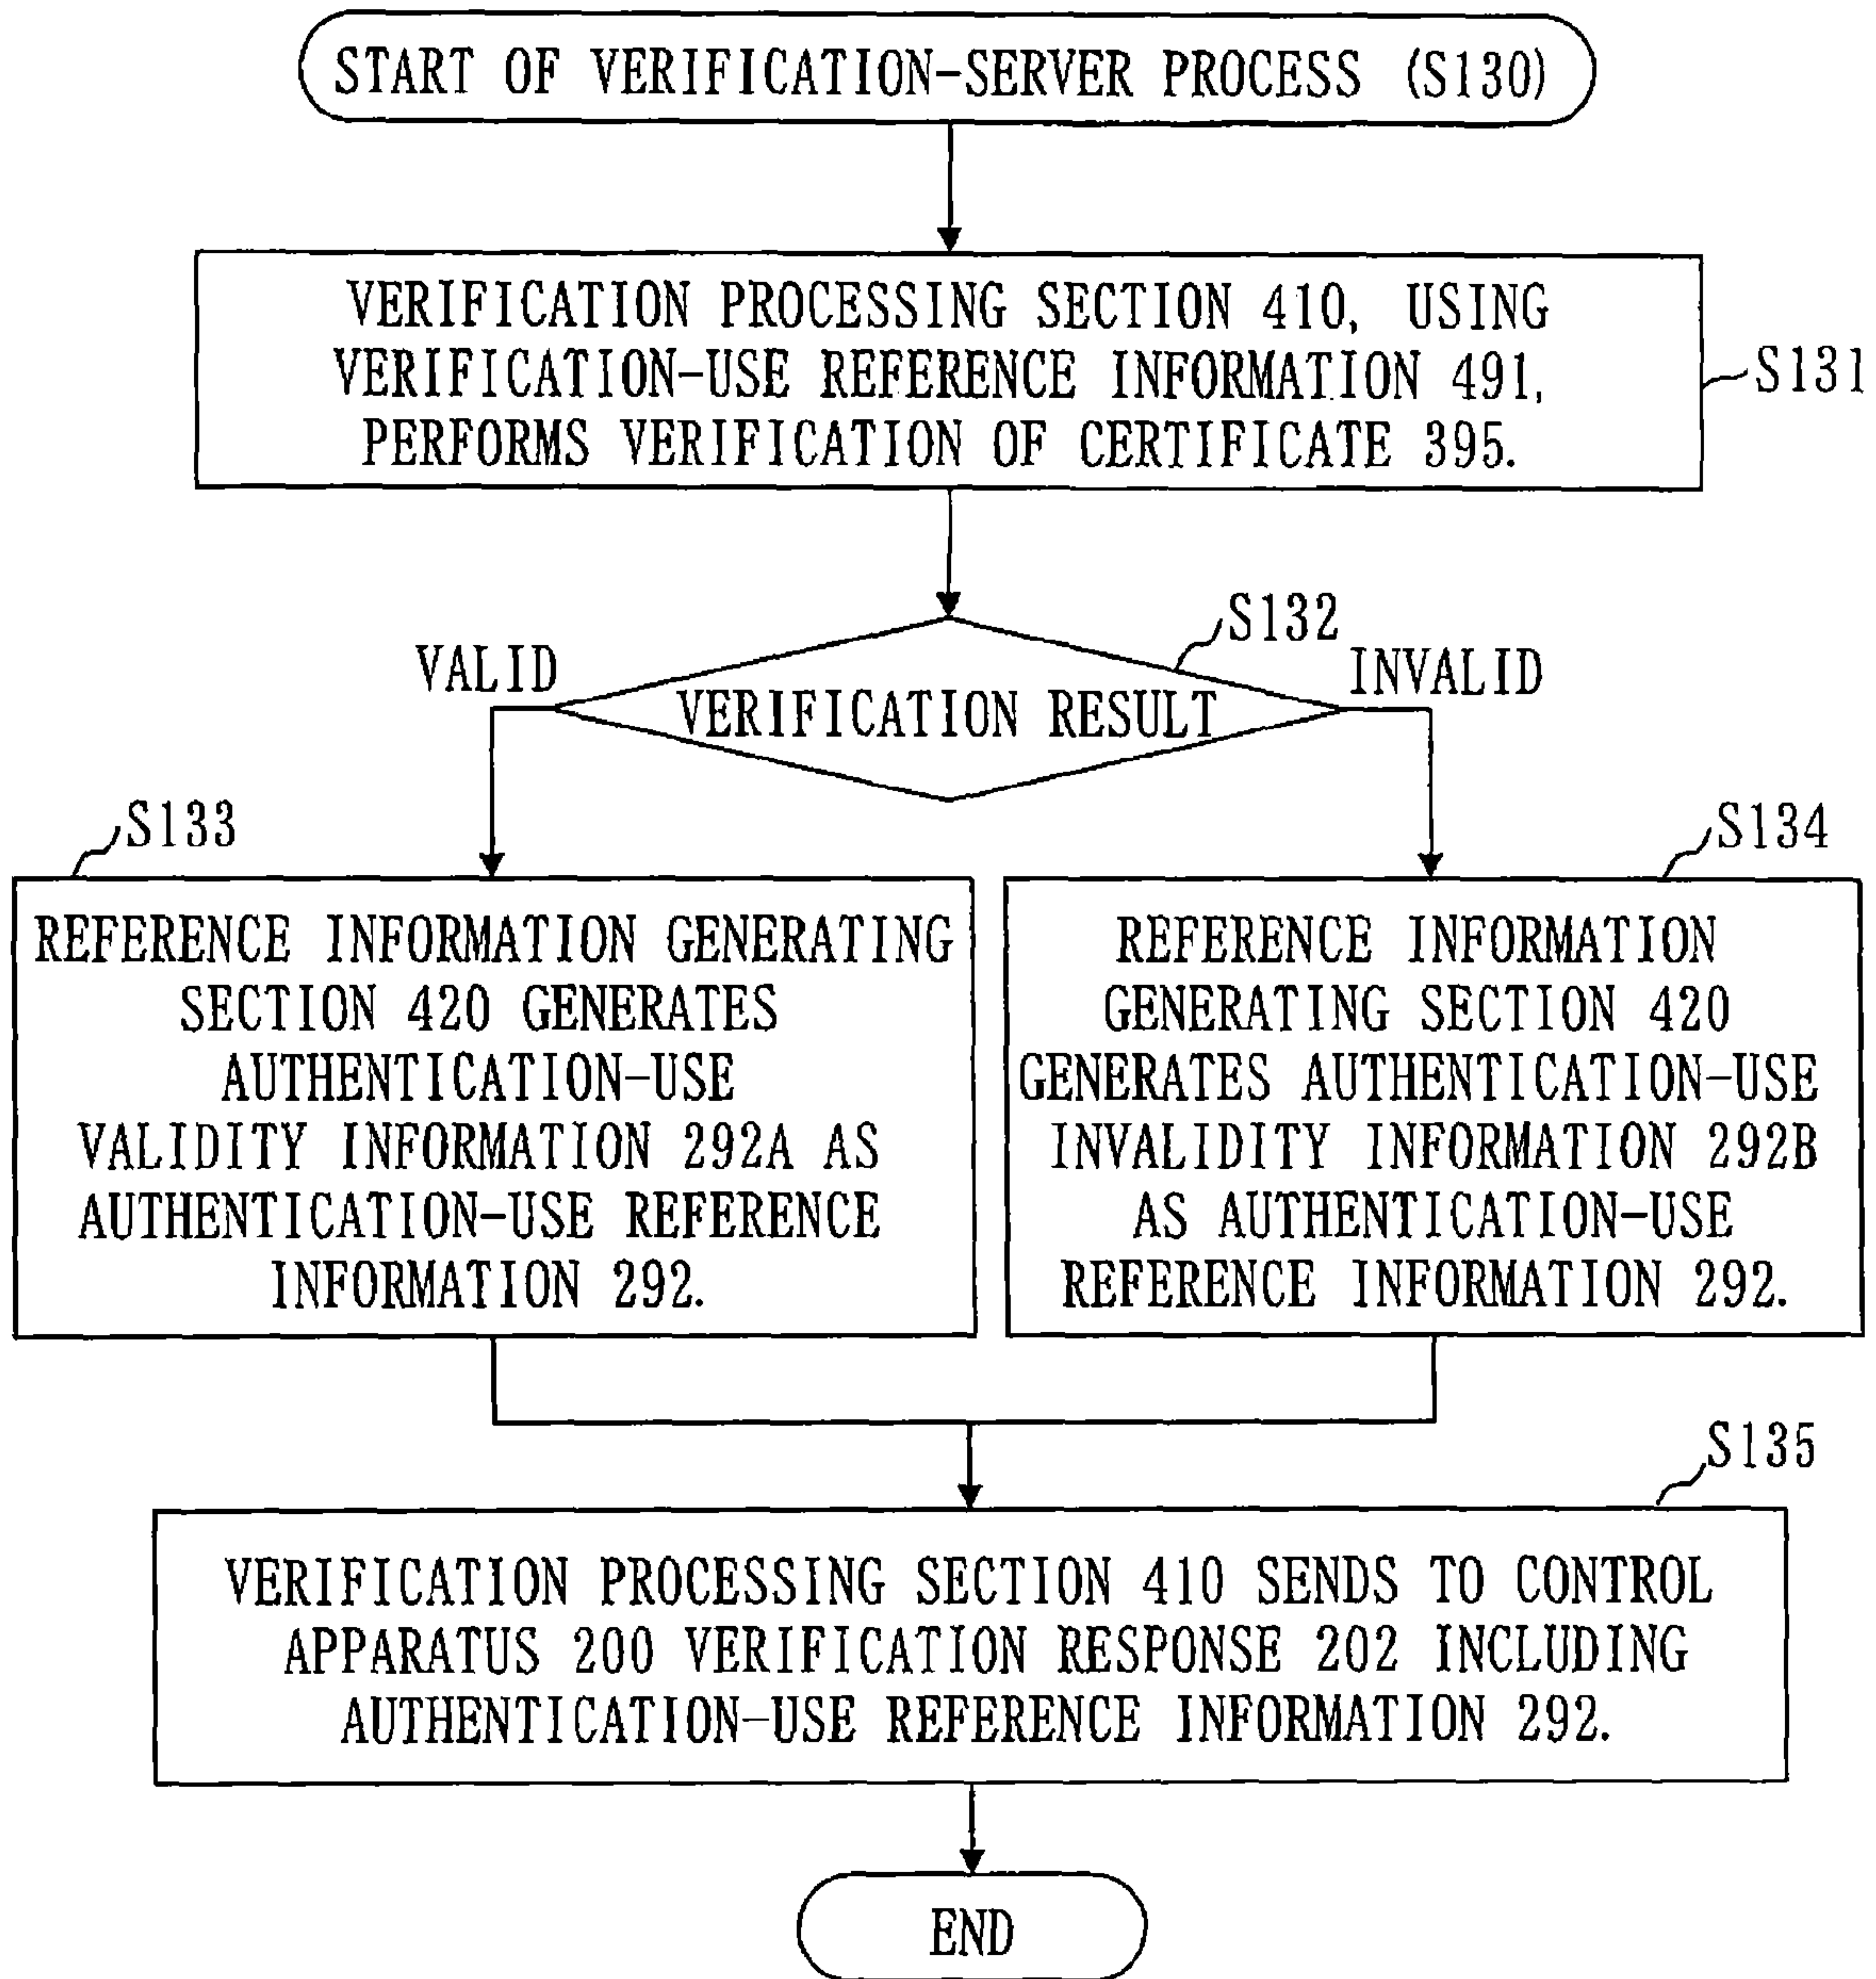 START OF VERIFICATION-SERVER PROCESS (S130)
VERIFICATION PROCESSING SECTION 410, USING
VERIFICATION-USE REFERENCE INFORMATION 491,
PERFORMS VERIFICATION OF CERTIFICATE 395.
S131
S132
VALID
INVALID
VERIFICATION RESULT
S133
REFERENCE INFORMATION GENERATING
SECTION 420 GENERATES
AUTHENTICATION-USE
VALIDITY INFORMATION 292A AS
AUTHENTICATION-USE REFERENCE
INFORMATION 292.
S134
REFERENCE INFORMATION
GENERATING SECTION 420
GENERATES AUTHENTICATION-USE
INVALIDITY INFORMATION 292B
AS AUTHENTICATION-USE
REFERENCE INFORMATION 292.
S135
VERIFICATION PROCESSING SECTION 410 SENDS TO CONTROL
APPARATUS 200 VERIFICATION RESPONSE 202 INCLUDING
AUTHENTICATION-USE REFERENCE INFORMATION 292.
END